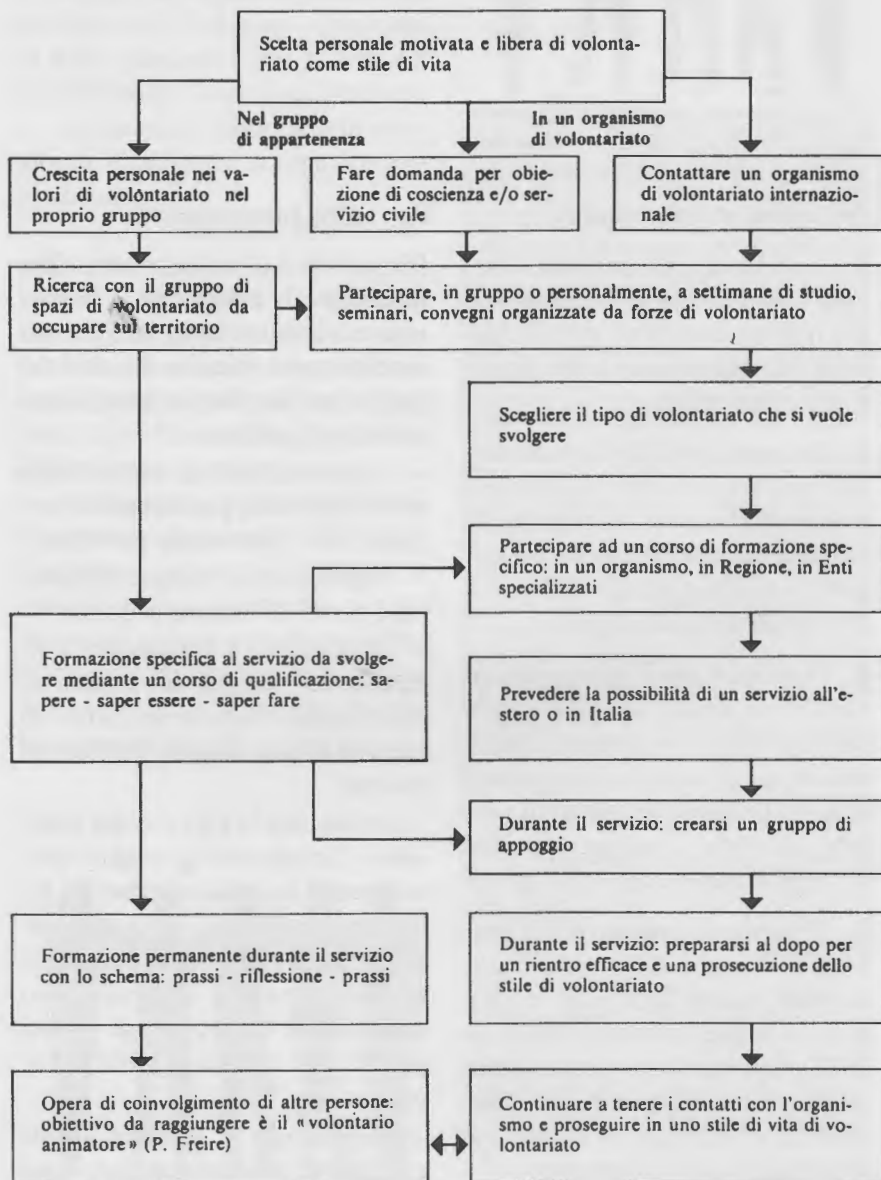 Scelta personale motivata e libera di volonta-
riato come stile di vita
Nel gruppo
di appartenenza
In un organismo
di volontariato
Crescita personale nei va-
lori di volontariato nel
proprio gruppo
Fare domanda per obie-
zione di coscienza e/o ser-
vizio civile
Contattare un organismo
di volontariato internazio-
nale
Ricerca con il gruppo di
spazi di volontariato da
occupare sul territorio
Partecipare, in gruppo o personalmente, a settimane di studio,
seminari, convegni organizzate da forze di volontariato
Scegliere il tipo di volontariato che si vuole
svolgere
Partecipare ad un corso di formazione spe-
cifico: in un organismo, in Regione, in Enti
specializzati
Formazione specifica al servizio da svolge-
re mediante un corso di qualificazione: sa-
pere - saper essere - saper fare
Prevedere la possibilità di un servizio all'e-
stero o in Italia
Durante il servizio: crearsi un gruppo di
appoggio
Formazione permanente durante il servizio
con lo schema: prassi - riflessione - prassi
Durante il servizio: prepararsi al dopo per
un rientro efficace e una prosecuzione dello
stile di volontariato
Opera di coinvolgimento di altre persone:
obiettivo da raggiungere è il « volontario
animatore » (P. Freire)
Continuare a tenere i contatti con l'organi-
smo e proseguire in uno stile di vita di vo-
lontariato